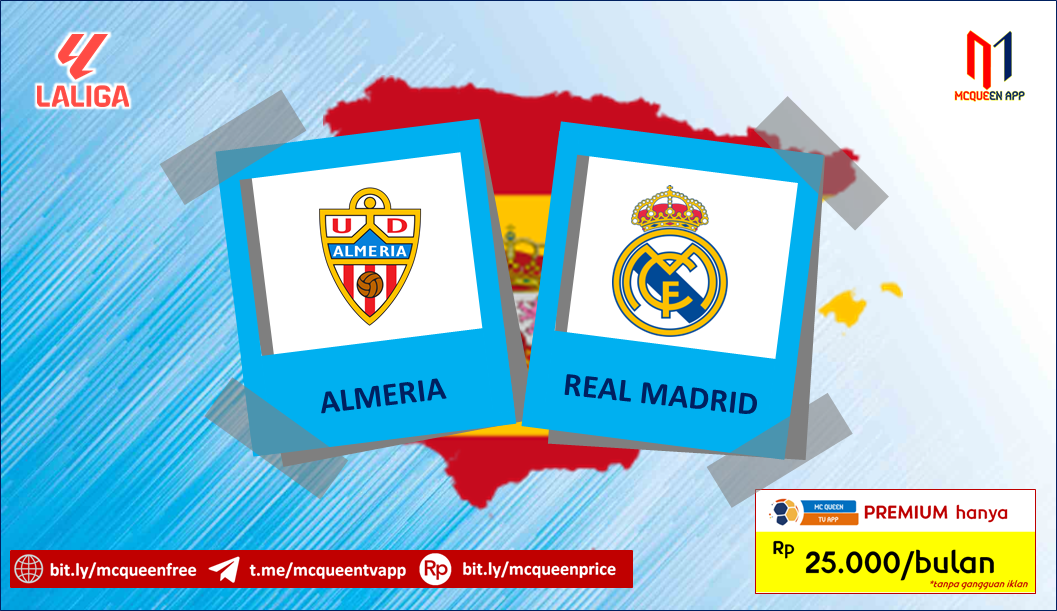 LALIGA
MCQUEEN APP
U D
ALMERIA
ALMERIA
REAL MADRID
MC QUEEN
TV APP
PREMIUM hanya
Rp 25.000/bulan
*tanpa gangguan iklan
bit.ly/mcqueenfree
t.me/mcqueentvapp
Rp
bit.ly/mcqueenprice